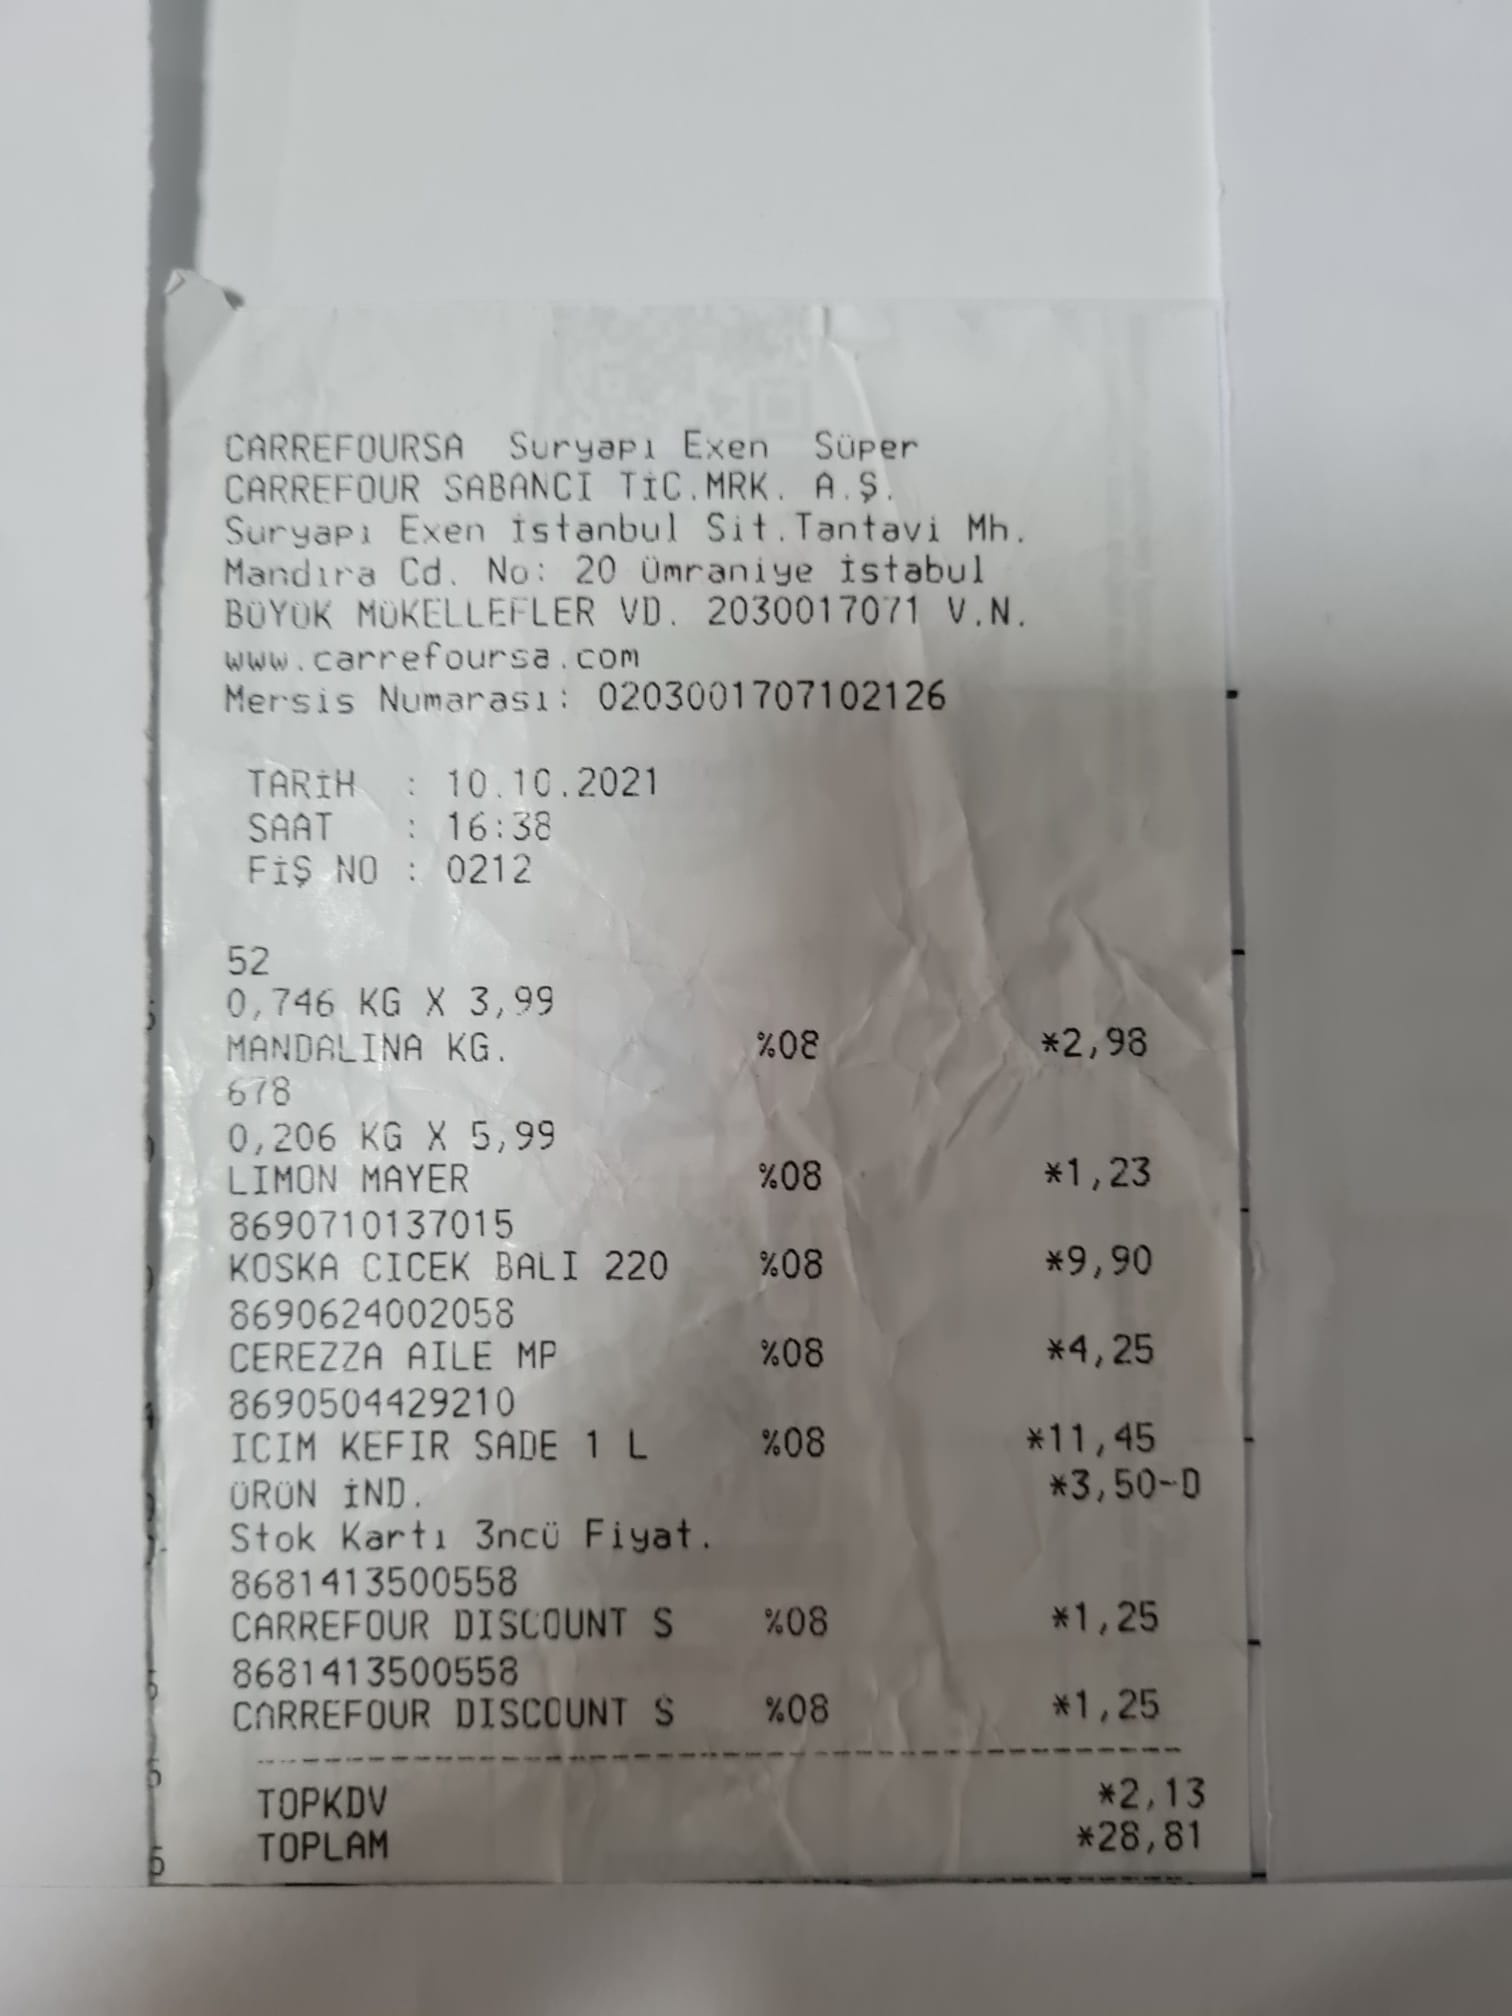 CARREFOURSA Suryapı Exen Süper
CARREFOUR SABANCI TİC.MRK. A.Ş.
Suryapı Exen İstanbul Sit.Tantavi Mh.
Mandıra Cd. No: 20 Ümraniye İstabul
BÜYÜK MÜKELLEFLER VD. 2030017071 V.N.
www.carrefoursa.com
Mersis Numarası: 0203001707102126
TARİH : 10.10.2021
SAAT : 16:38
FİŞ NO : 0212
52
0,746 KG X 3,99
MANDALINA KG. %08 *2,98
678
0,206 KG X 5,99
LIMON MAYER %08 *1,23
8690710137015
KOSKA CICEK BALI 220 %08 *9,90
8690624002058
CEREZZA AILE MP %08 *4,25
8690504429210
ICIM KEFIR SADE 1 L %08 *11,45
ÜRÜN İND. *3,50-D
Stok Kartı 3ncü Fiyat.
8681413500558
CARREFOUR DISCOUNT S %08 *1,25
8681413500558
CARREFOUR DISCOUNT S %08 *1,25
TOPKDV *2,13
TOPLAM *28,81